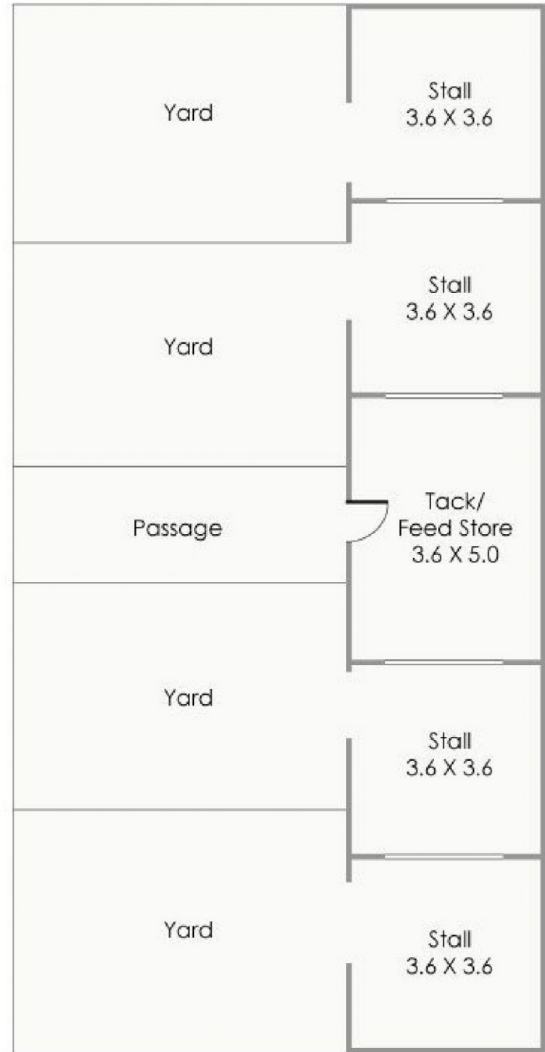 Yard
Stall
3.6 X 3.6
Yard
Stall
3.6 X 3.6
Passage
Tack/
Feed Store
3.6 X 5.0
Yard
Stall
3.6 X 3.6
Yard
Stall
3.6 X 3.6